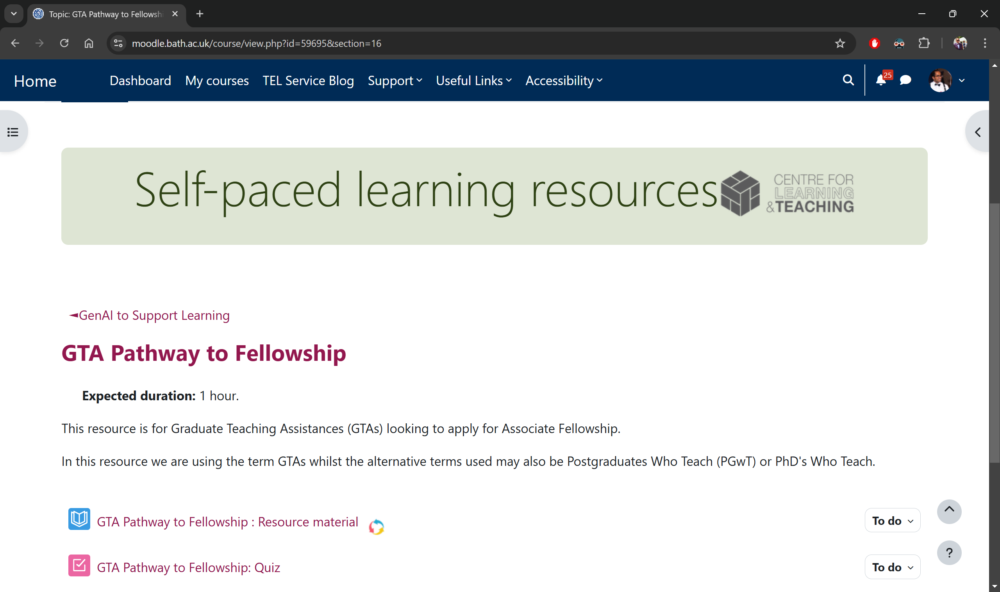 Topic: GTA Pathway to Fellowshi
moodle.bath.ac.uk/course/view.php?id=59695&section=16
Home Dashboard My courses TEL Service Blog Support Useful Links Accessibility 25
Self-paced learning resources
CENTRE FOR
LEARNING
&TEACHING
◄GenAI to Support Learning
GTA Pathway to Fellowship
Expected duration: 1 hour.
This resource is for Graduate Teaching Assistances (GTAs) looking to apply for Associate Fellowship.
In this resource we are using the term GTAs whilst the alternative terms used may also be Postgraduates Who Teach (PGwT) or PhD's Who Teach.
GTA Pathway to Fellowship : Resource material To do
GTA Pathway to Fellowship: Quiz To do
?